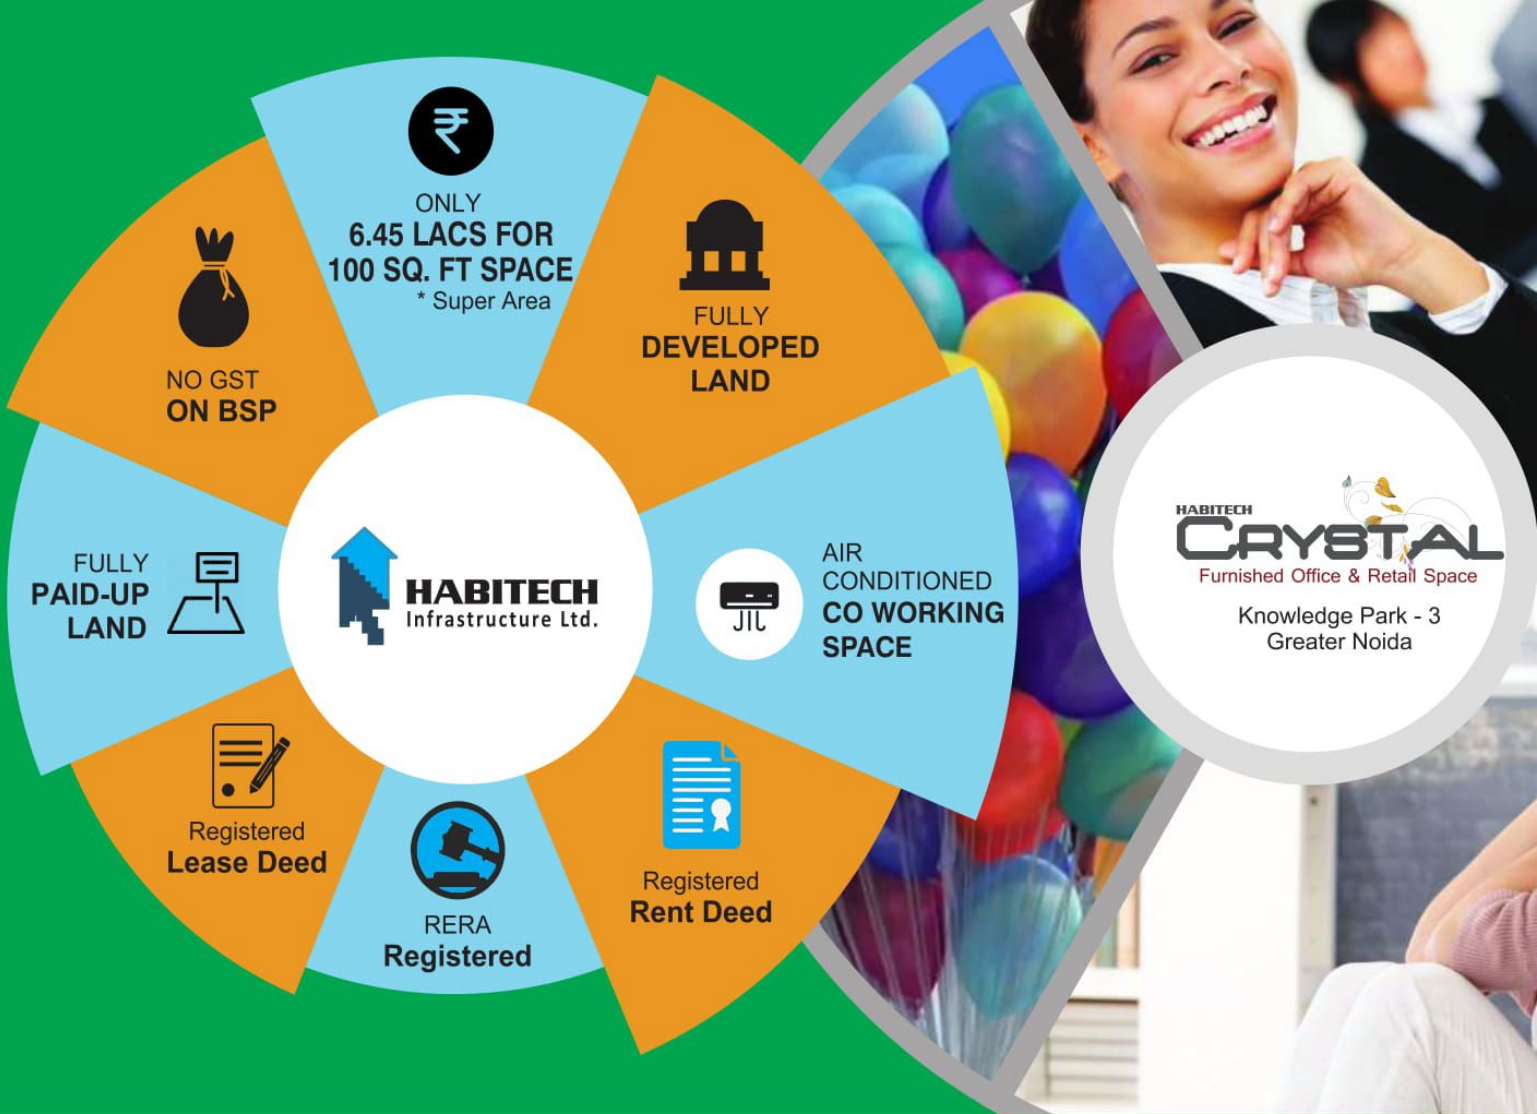 ₹
ONLY
6.45 LACS FOR
100 SQ. FT SPACE
* Super Area
FULLY
DEVELOPED
LAND
AIR
CONDITIONED
CO WORKING
SPACE
Registered
Rent Deed
RERA
Registered
Registered
Lease Deed
FULLY
PAID-UP
LAND
NO GST
ON BSP
HABITECH
Infrastructure Ltd.
HABITECH
CRYSTAL
Furnished Office & Retail Space
Knowledge Park - 3
Greater Noida